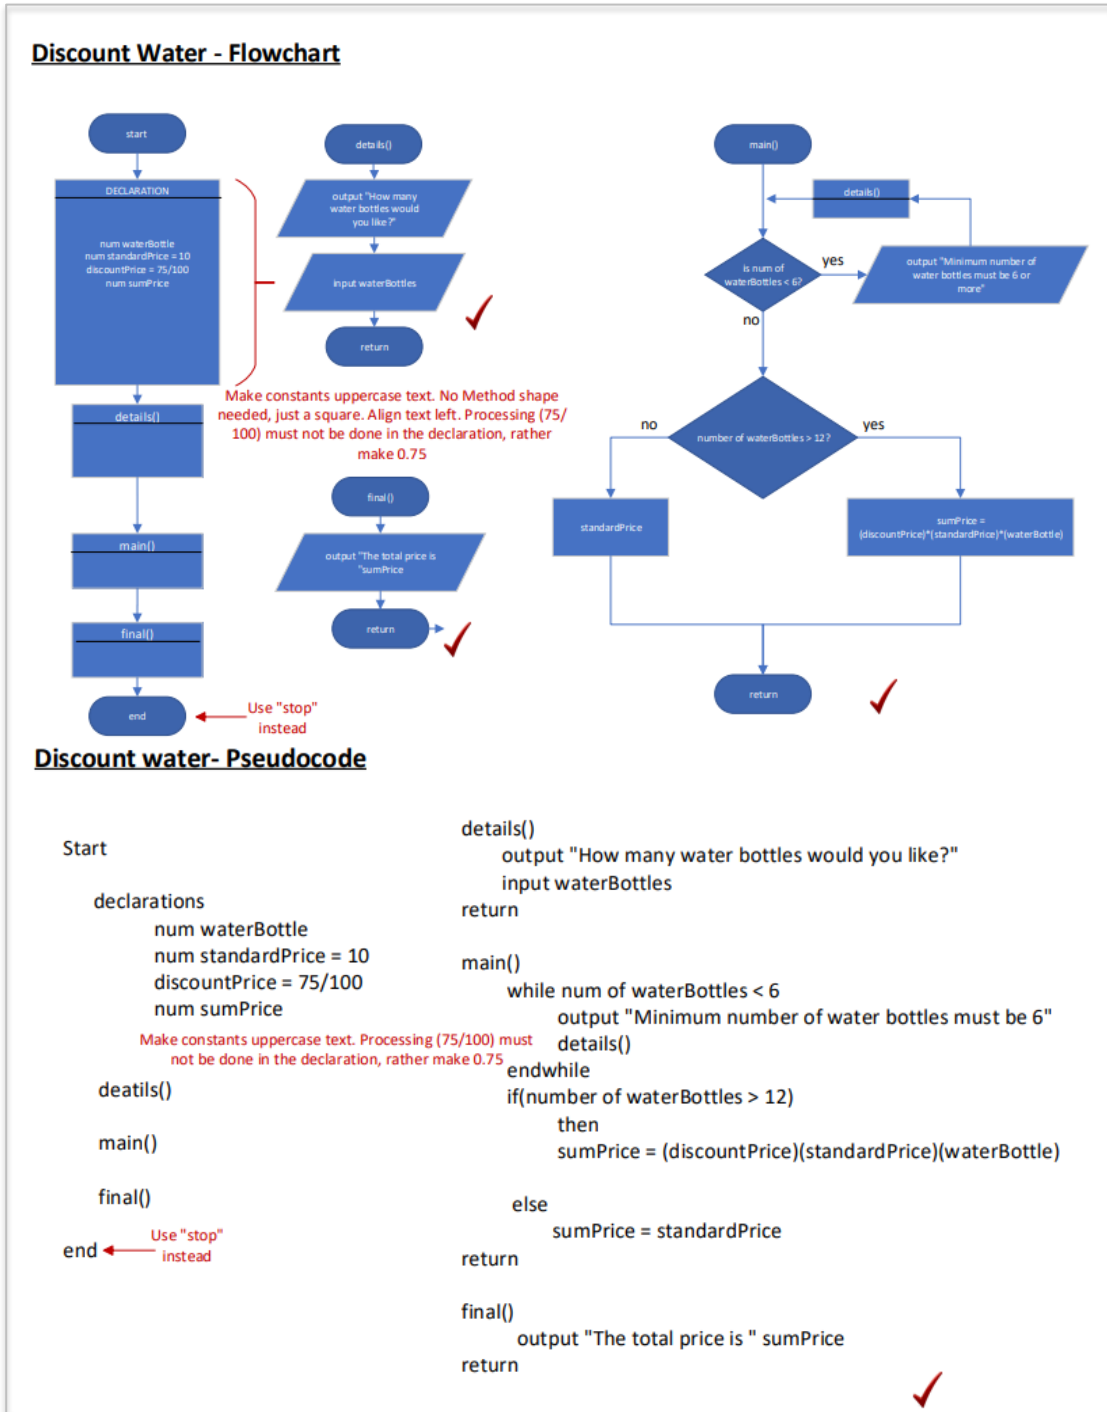 Discount Water - Flowchart
start
DECLARATION
num waterBottle
num standardPrice = 10
discountPrice = 75/100
num sumPrice
details()
main()
final()
end
Use "stop"
instead
details()
output "How many
water bottles would
you like?"
input waterBottles
return
Make constants uppercase text. No Method shape
needed, just a square. Align text left. Processing (75/
100) must not be done in the declaration, rather
make 0.75
final()
output "The total price is
"sumPrice
return
main()
details()
is num of
waterBottles < 6?
yes
output "Minimum number of
water bottles must be 6 or
more"
no
number of waterBottles > 12?
no
yes
standardPrice
sumPrice =
(discountPrice)*(standardPrice)*(waterBottle)
return
Discount water- Pseudocode
Start
declarations
num waterBottle
num standardPrice = 10
discountPrice = 75/100
num sumPrice
Make constants uppercase text. Processing (75/100) must
not be done in the declaration, rather make 0.75
deatils()
main()
final()
end
Use "stop"
instead
details()
output "How many water bottles would you like?"
input waterBottles
return
main()
while num of waterBottles < 6
output "Minimum number of water bottles must be 6"
details()
endwhile
if(number of waterBottles > 12)
then
sumPrice = (discountPrice)(standardPrice)(waterBottle)
else
sumPrice = standardPrice
return
final()
output "The total price is " sumPrice
return